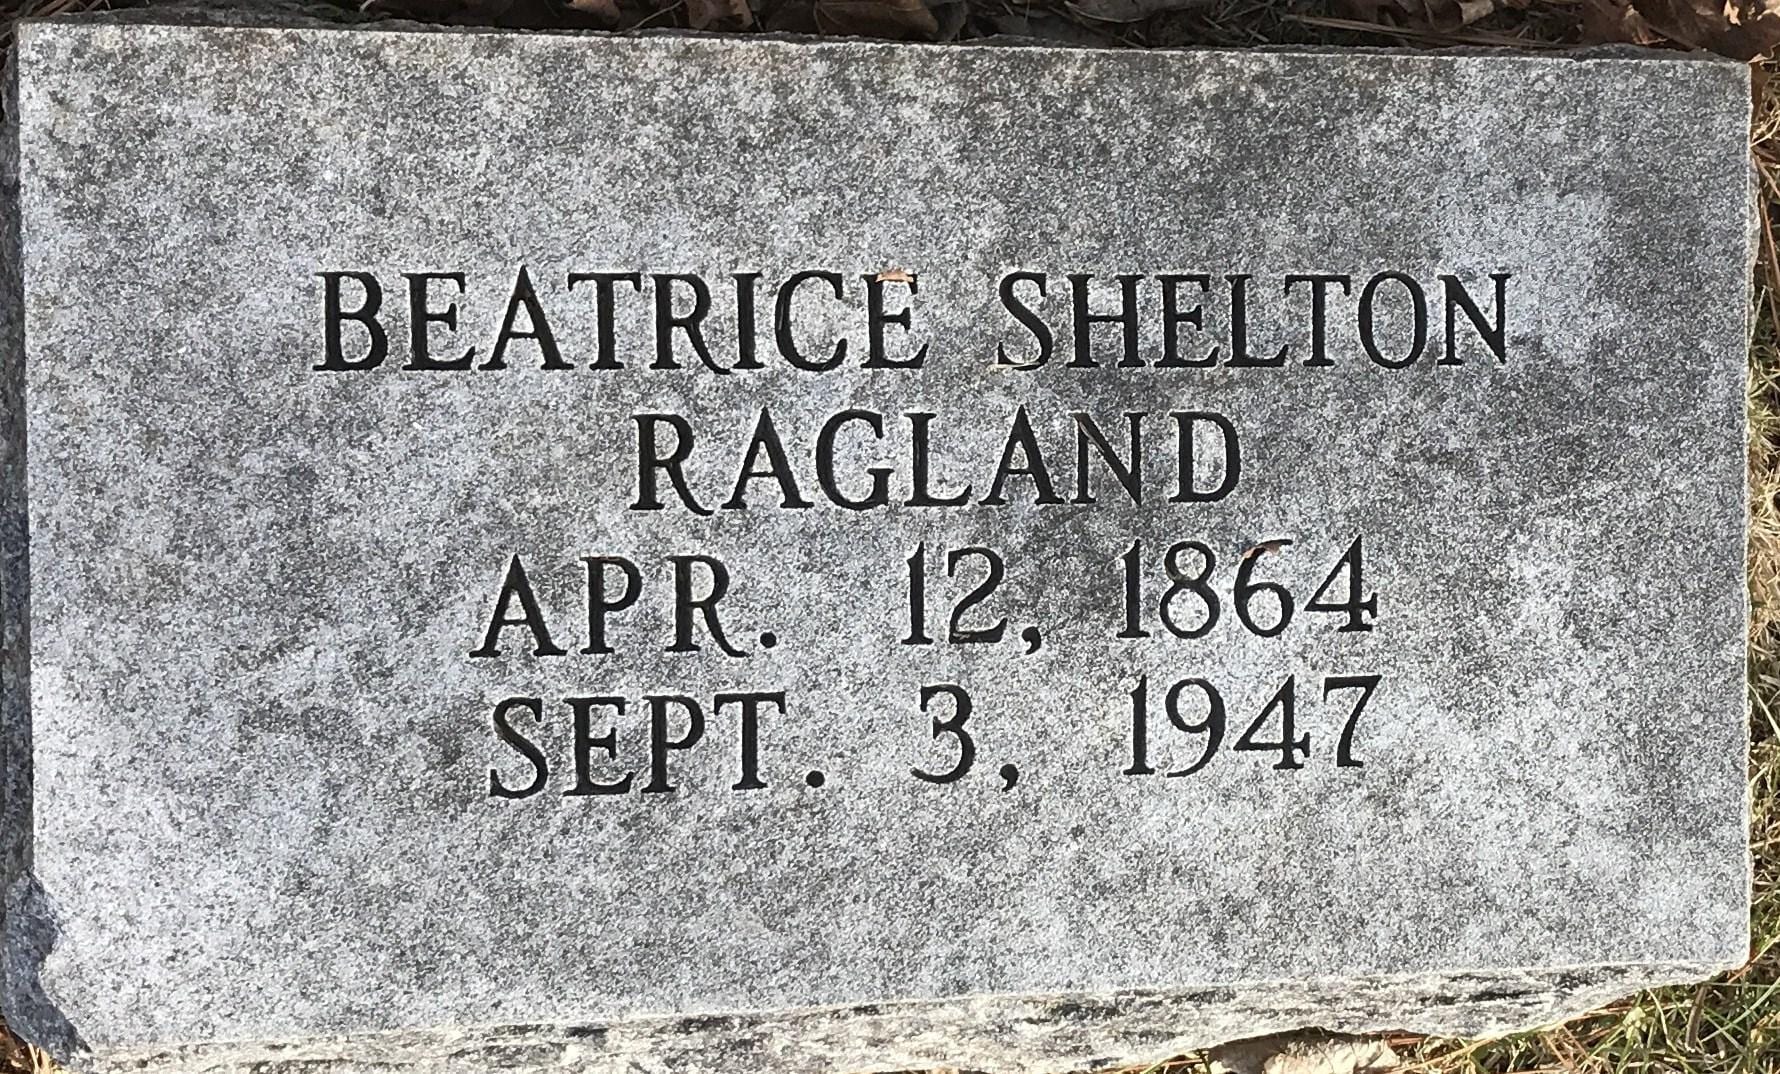 BEATRICE SHELTON
RAGLAND
APR. 12, 1864
SEPT. 3, 1947